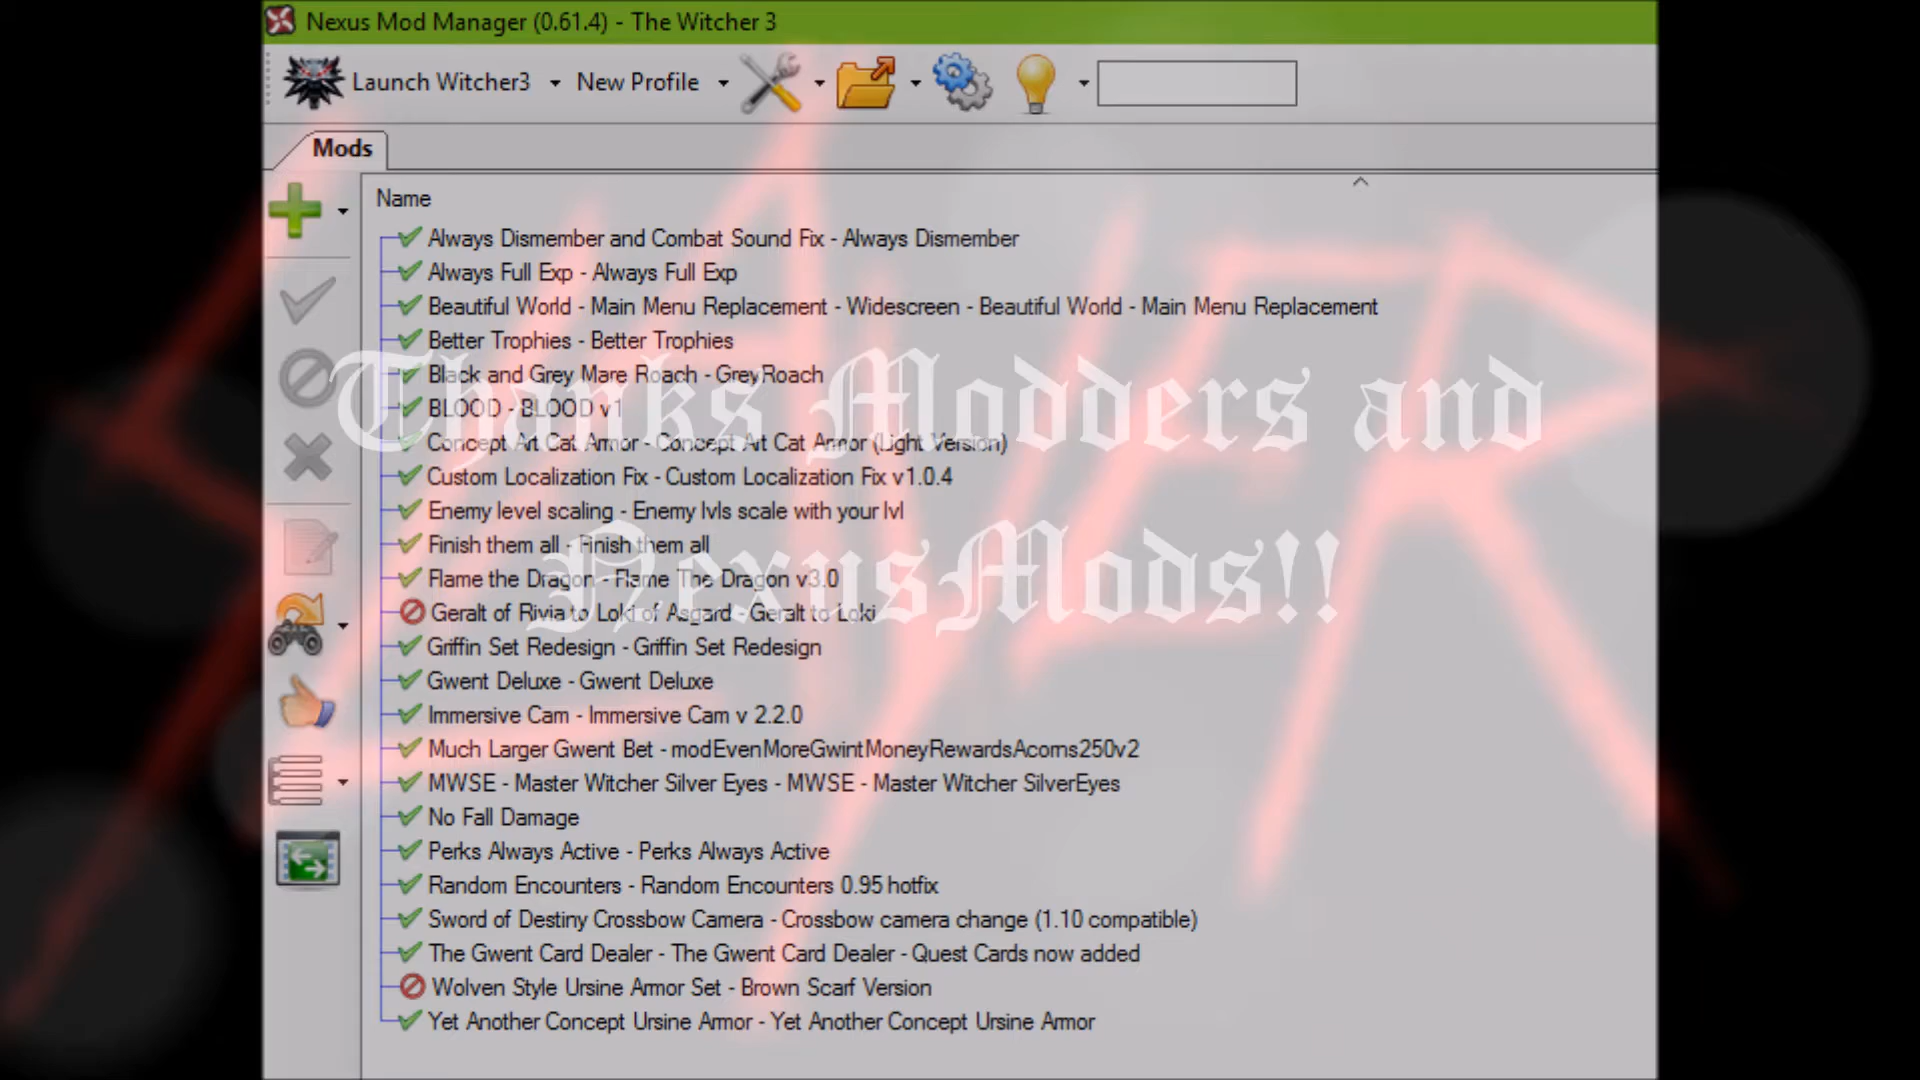 Nexus Mod Manager (0.61.4) - The Witcher 3
Launch Witcher3 New Profile
Mods
Name
Always Dismember and Combat Sound Fix - Always Dismember
Always Full Exp - Always Full Exp
Beautiful World - Main Menu Replacement - Widescreen - Beautiful World - Main Menu Replacement
Better Trophies - Better Trophies
Black and Grey Mare Roach - GreyRoach
BLOOD - BLOOD v1
Thanks Modders and
Concept Art Cat Armor - Concept Art Cat Armor (Light Version)
Custom Localization Fix - Custom Localization Fix v1.0.4
Enemy level scaling - Enemy lvls scale with your lvl
Finish them all - Finish them all
Flame the Dragon - Flame The Dragon v3.0
NexusMods!!
Geralt of Rivia to Loki of Asgard - Geralt to Loki
Griffin Set Redesign - Griffin Set Redesign
Gwent Deluxe - Gwent Deluxe
Immersive Cam - Immersive Cam v 2.2.0
Much Larger Gwent Bet - modEvenMoreGwintMoneyRewardsAcorns250v2
MWSE - Master Witcher Silver Eyes - MWSE - Master Witcher SilverEyes
No Fall Damage
Perks Always Active - Perks Always Active
Random Encounters - Random Encounters 0.95 hotfix
Sword of Destiny Crossbow Camera - Crossbow camera change (1.10 compatible)
The Gwent Card Dealer - The Gwent Card Dealer - Quest Cards now added
Wolven Style Ursine Armor Set - Brown Scarf Version
Yet Another Concept Ursine Armor - Yet Another Concept Ursine Armor